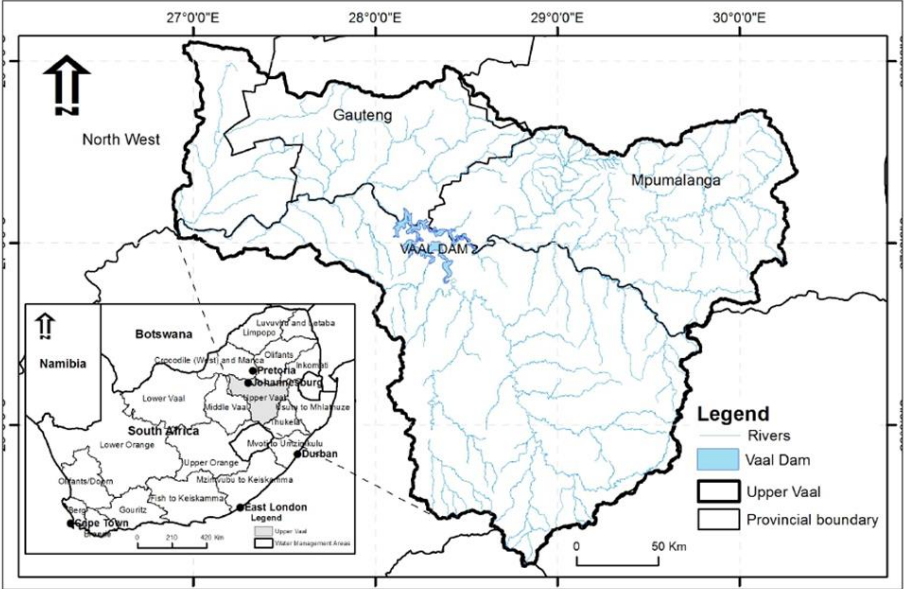 27°0'0"E 28°0'0"E 29°0'0"E 30°0'0"E
N
North West
Gauteng
Mpumalanga
VAAL DAM
Botswana
Namibia
Luvuvhu and Letaba
Limpopo
Olifants
Crocodile (West) and Marica
Inkomati
Pretoria
Johannesburg
Lower Vaal
Middle Vaal
Upper Vaal
Usutu to Mhlathuze
Thukela
South Africa
Lower Orange
Upper Orange
Mvoti to Umzimkulu
Durban
Mzimvubu to Keiskamma
Olifants/Doorn
Fish to Keiskamma
Gouritz
Berg
East London
Cape Town
Breede
Legend
Upper Vaal
Water Management Areas
0 210 420 Km
Legend
Rivers
Vaal Dam
Upper Vaal
Provincial boundary
0 50 Km